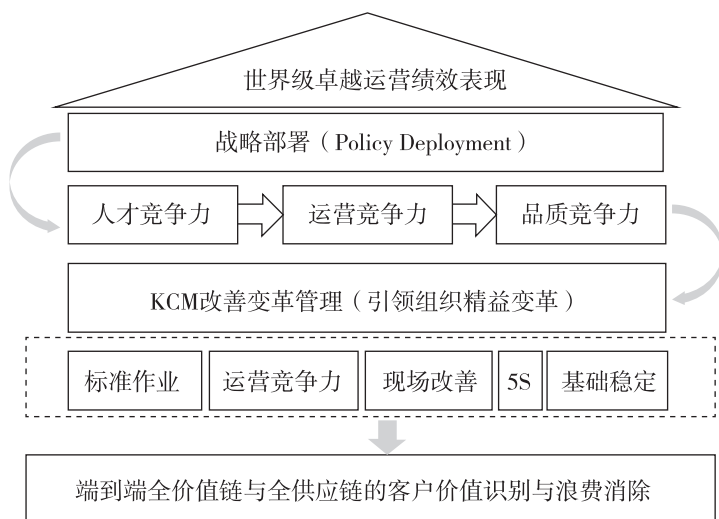 世界级卓越运营绩效表现
战略部署（Policy Deployment）
人才竞争力
运营竞争力
品质竞争力
KCM改善变革管理（引领组织精益变革）
标准作业
运营竞争力
现场改善
5S
基础稳定
端到端全价值链与全供应链的客户价值识别与浪费消除